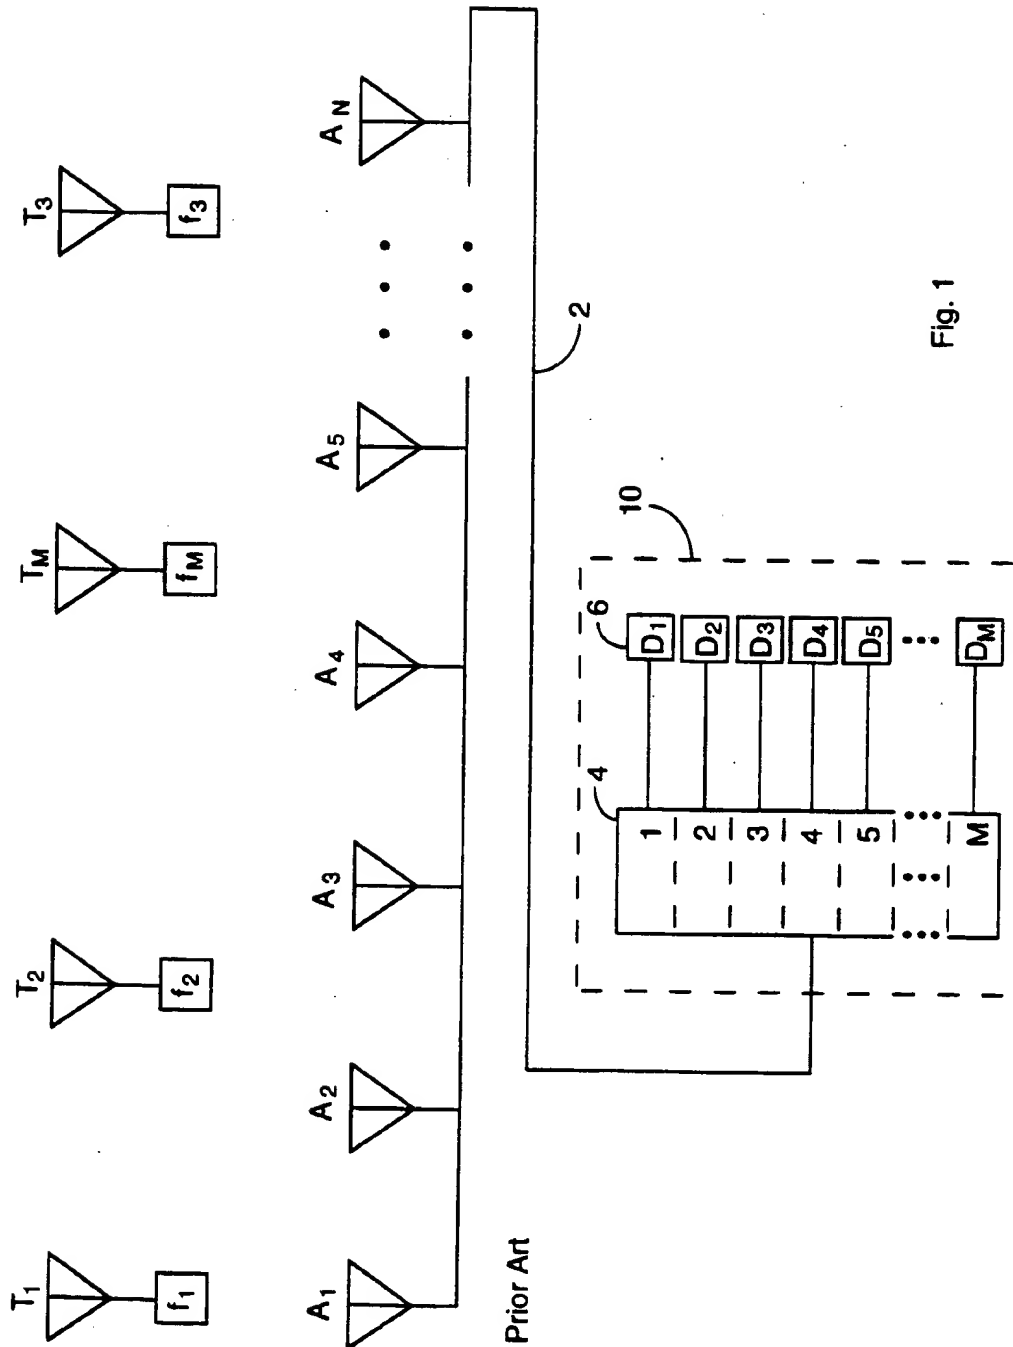 T1 T2 TM T3
f1 f2 fM f3
A1 A2 A3 A4 A5 AN
Prior Art
2
10
4
6
1 D1
2 D2
3 D3
4 D4
5 D5
M DM
Fig. 1